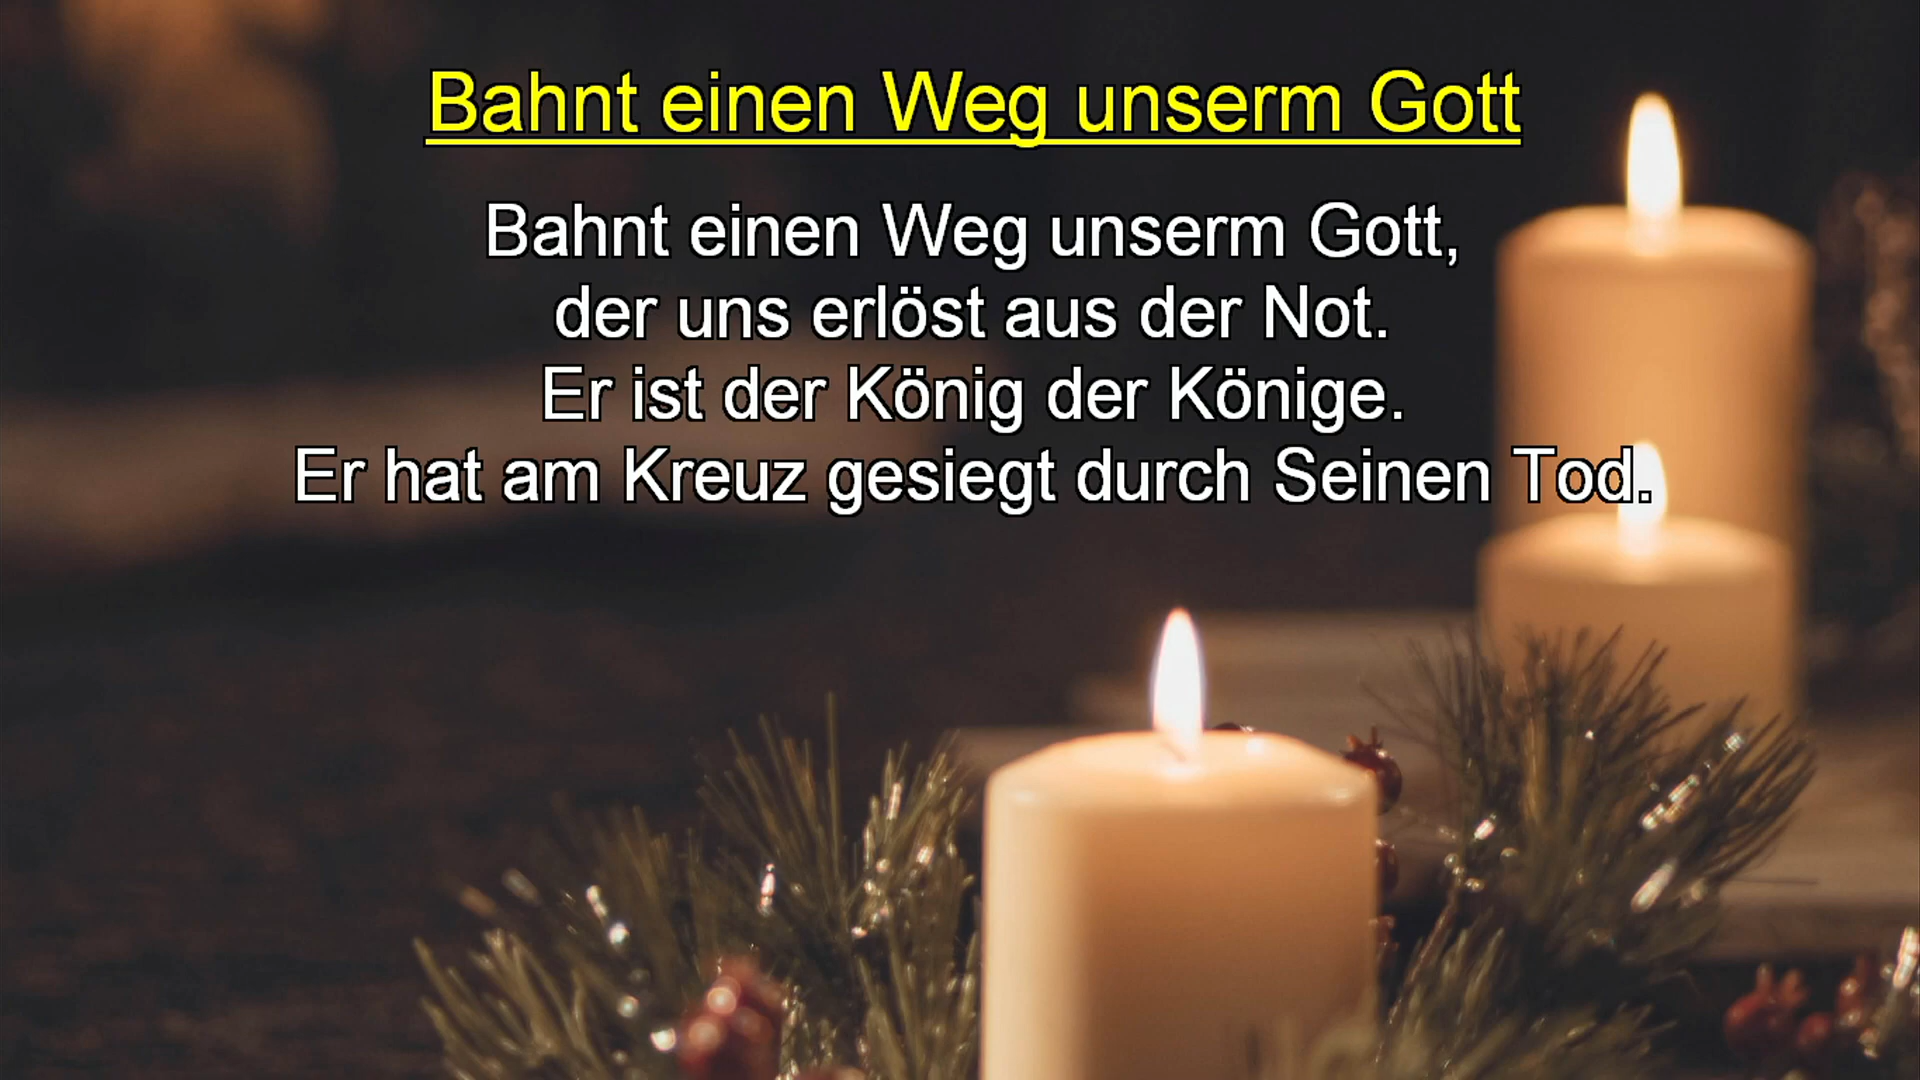 Bahnt einen Weg unserm Gott
Bahnt einen Weg unserm Gott,
der uns erlöst aus der Not.
Er ist der König der Könige.
Er hat am Kreuz gesiegt durch Seinen Tod.